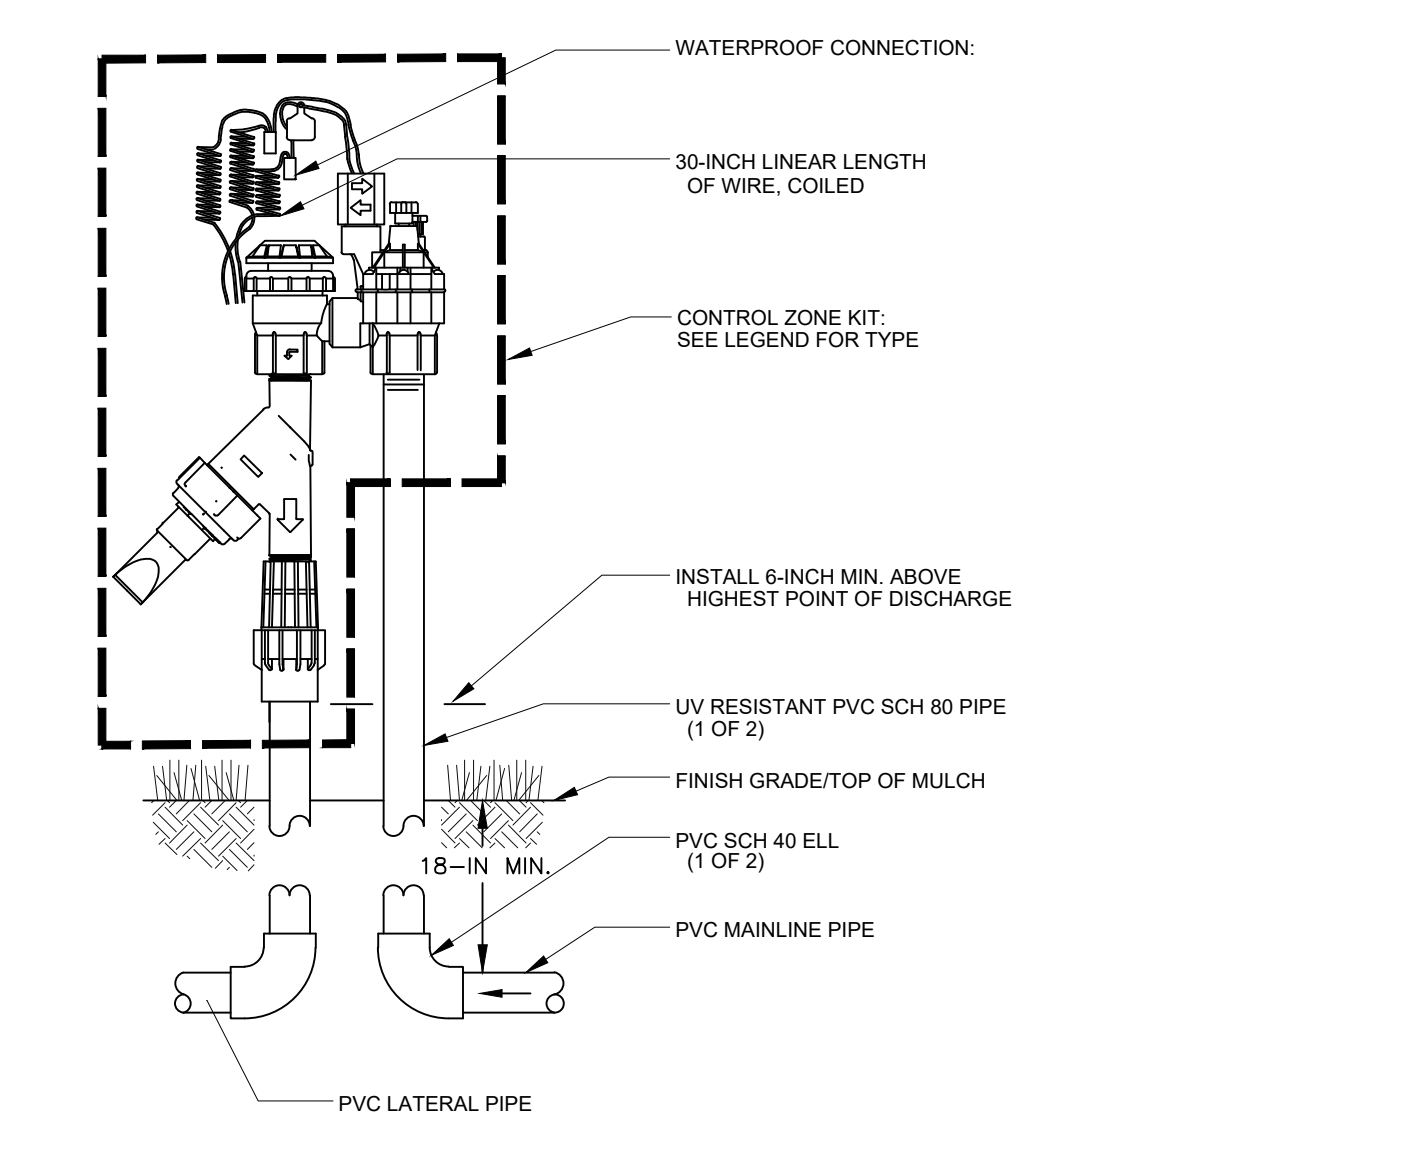 WATERPROOF CONNECTION:
30-INCH LINEAR LENGTH
OF WIRE, COILED
CONTROL ZONE KIT:
SEE LEGEND FOR TYPE
INSTALL 6-INCH MIN. ABOVE
HIGHEST POINT OF DISCHARGE
UV RESISTANT PVC SCH 80 PIPE
(1 OF 2)
FINISH GRADE/TOP OF MULCH
PVC SCH 40 ELL
(1 OF 2)
18-IN MIN.
PVC MAINLINE PIPE
PVC LATERAL PIPE